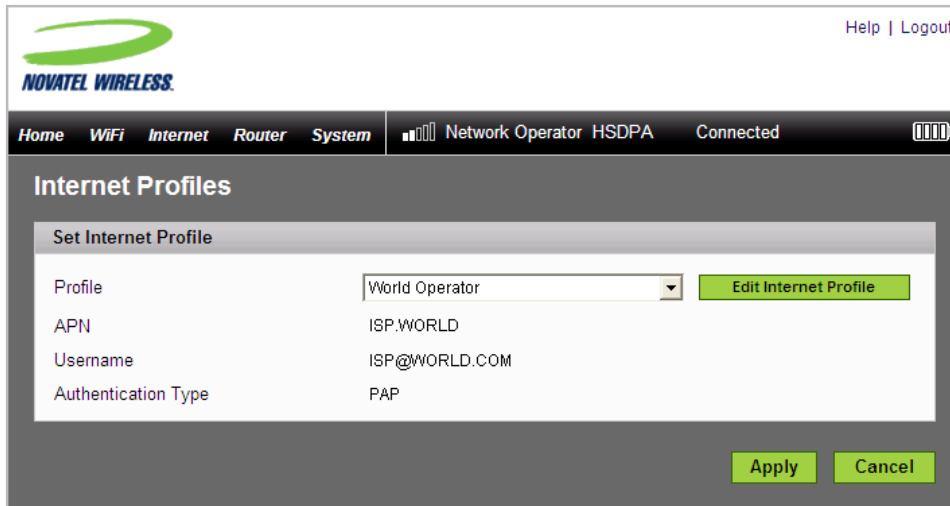 Help | Logout
NOVATEL WIRELESS.
Home WiFi Internet Router System Network Operator HSDPA Connected
Internet Profiles
Set Internet Profile
Profile World Operator Edit Internet Profile
APN ISP.WORLD
Username ISP@WORLD.COM
Authentication Type PAP
Apply Cancel